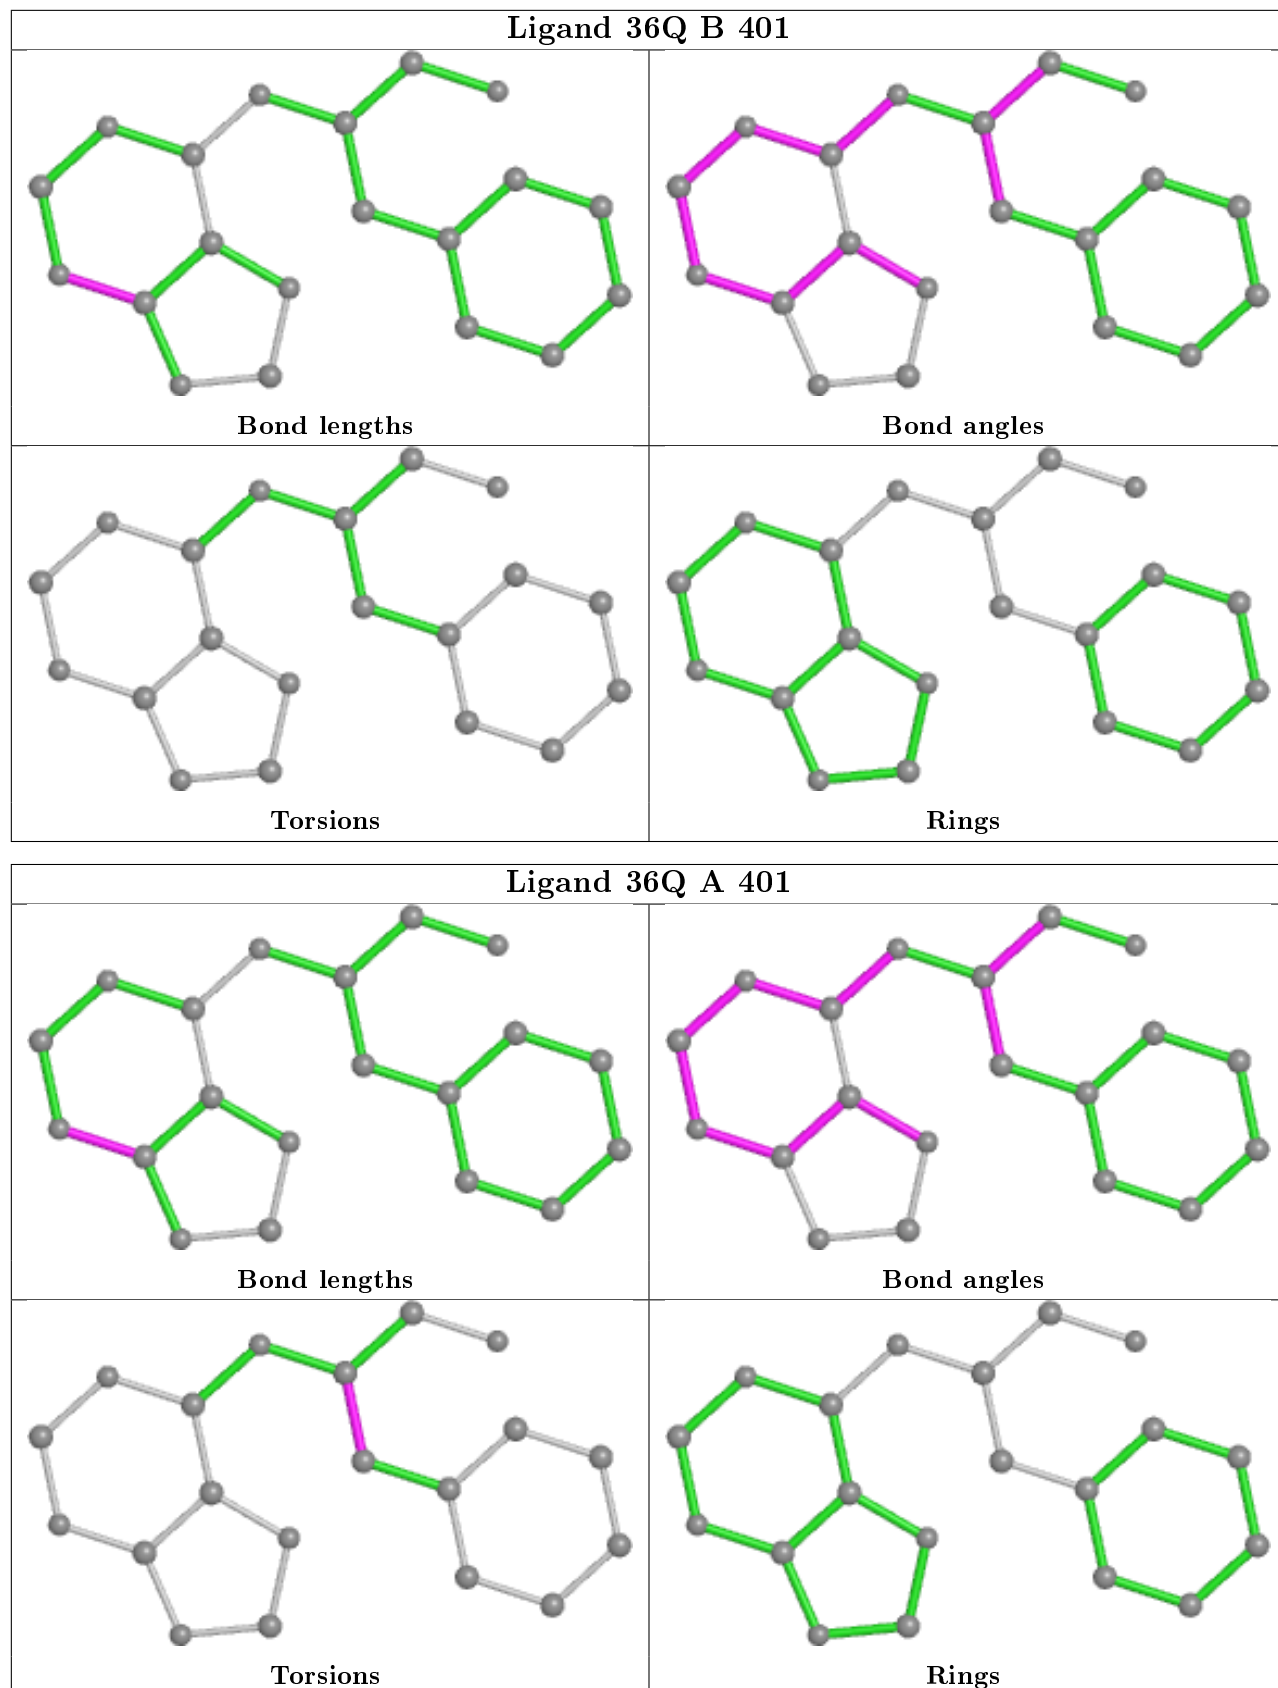 Ligand 36Q B 401
Bond lengths
Bond angles
Torsions
Rings
Ligand 36Q A 401
Bond lengths
Bond angles
Torsions
Rings